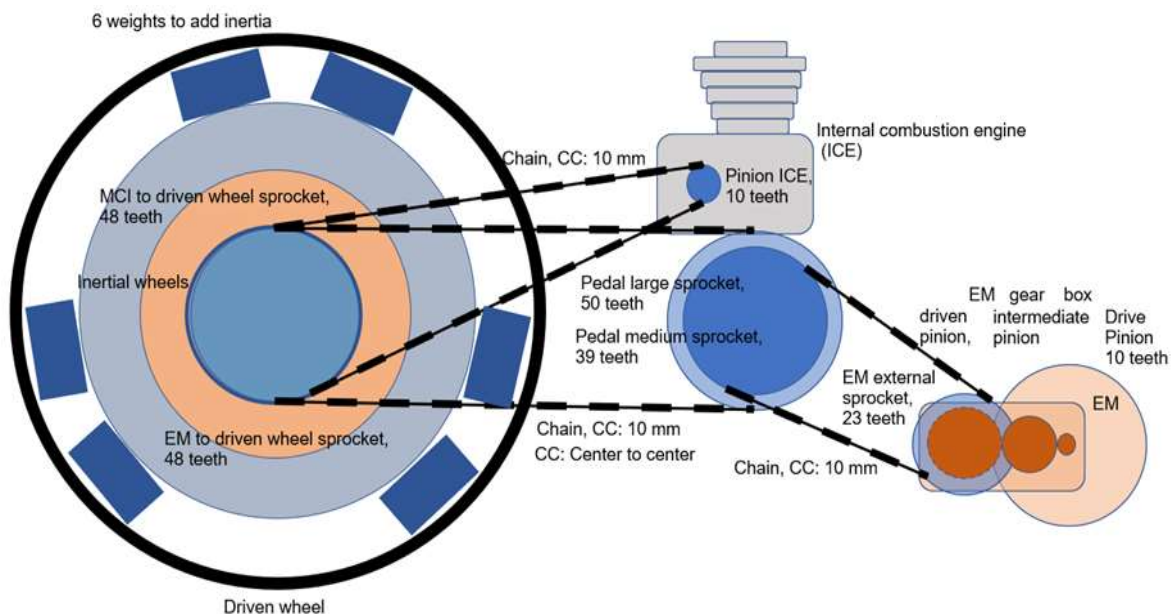 6 weights to add inertia
Internal combustion engine
(ICE)
Chain, CC: 10 mm
Pinion ICE,
10 teeth
MCI to driven wheel sprocket,
48 teeth
Inertial wheels
Pedal large sprocket,
50 teeth
Pedal medium sprocket,
39 teeth
EM gear box
driven intermediate Drive
pinion, pinion Pinion
10 teeth
EM external
sprocket,
23 teeth
EM
EM to driven wheel sprocket,
48 teeth
Chain, CC: 10 mm
CC: Center to center
Chain, CC: 10 mm
Driven wheel